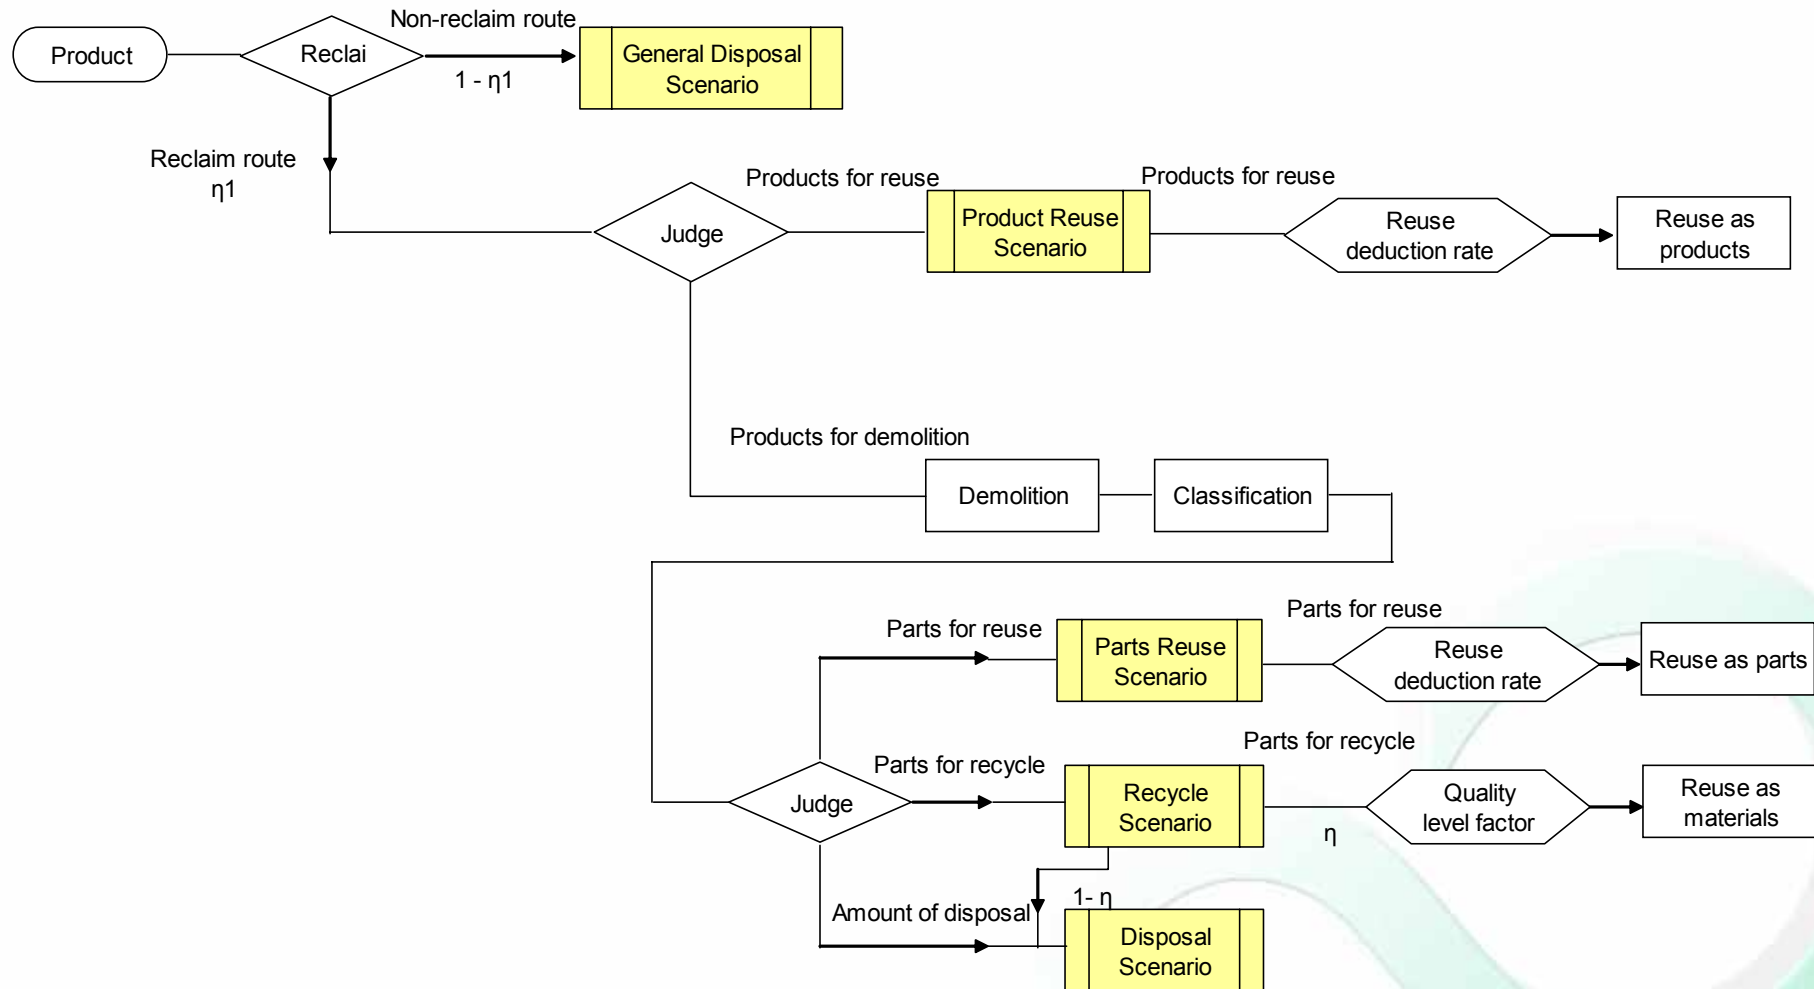 Non-reclaim route
Product
Reclai
General Disposal
Scenario
1 - η1
Reclaim route
η1
Products for reuse
Products for reuse
Judge
Product Reuse
Scenario
Reuse
deduction rate
Reuse as
products
Products for demolition
Demolition
Classification
Parts for reuse
Parts for reuse
Parts Reuse
Scenario
Reuse
deduction rate
Reuse as parts
Parts for recycle
Parts for recycle
Judge
Recycle
Scenario
η
Quality
level factor
Reuse as
materials
1- η
Amount of disposal
Disposal
Scenario